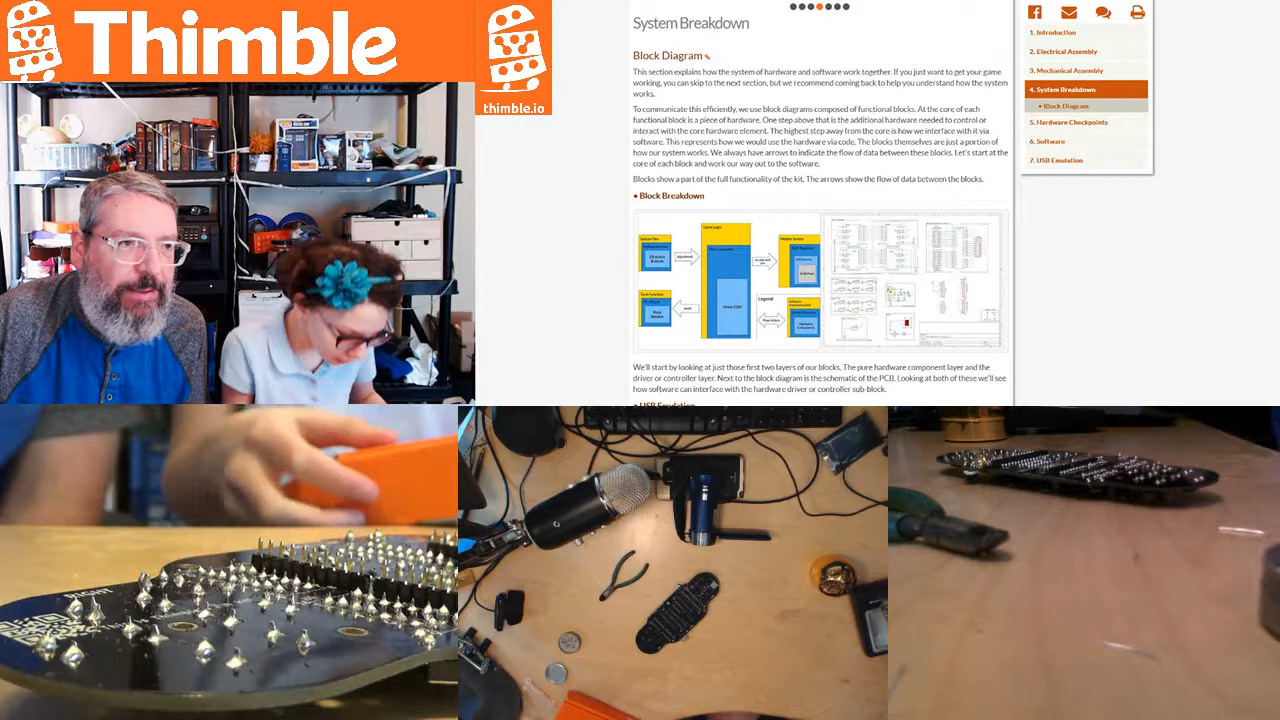 Thimble
thimble.io
System Breakdown
Block Diagram
This section explains how the system of hardware and software work together. If you just want to get your game
working, you can skip to the next section, but we recommend coming back to help you understand how the system
works.
To communicate this efficiently, we use block diagrams composed of functional blocks. At the core of each
functional block is a piece of hardware. One step above that is the additional hardware needed to control or
interact with the core hardware element. The highest step away from the core is how we interface with it via
software. This represents how we would use the hardware via code. The blocks themselves are just a portion of
how our system works. We always have arrows to indicate the flow of data between these blocks. Let's start at the
core of each block and work our way out to the software.
Blocks show a part of the full functionality of the kit. The arrows show the flow of data between the blocks.
• Block Breakdown
Legend
We'll start by looking at just those first two layers of our blocks. The pure hardware component layer and the
driver or controller layer. Next to the block diagram is the schematic of the PCB. Looking at both of these we'll see
how software can interface with the hardware driver or controller sub-block.
• USB Emulation
1. Introduction
2. Electrical Assembly
3. Mechanical Assembly
4. System Breakdown
• Block Diagram
5. Hardware Checkpoints
6. Software
7. USB Emulation
RIGHT